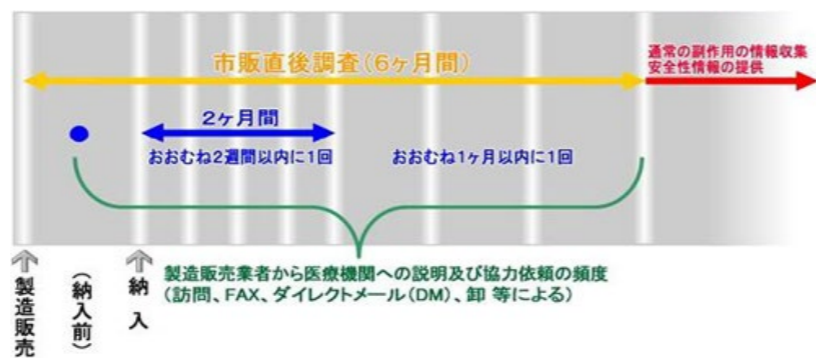 市販直後調査(6ヶ月間)
通常の副作用の情報収集
安全性情報の提供
2ヶ月間
おおむね2週間以内に1回
おおむね1ヶ月以内に1回
製造販売業者から医療機関への説明及び協力依頼の頻度
(訪問、FAX、ダイレクトメール(DM)、卸 等による)
製造販売
(納入前)
納入